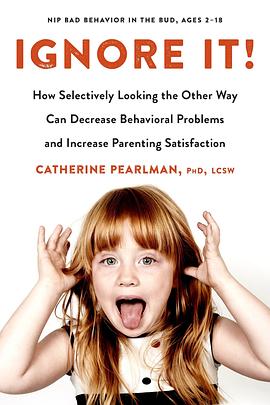 NIP BAD BEHAVIOR IN THE BUD, AGES 2–18
IGNORE IT!
How Selectively Looking the Other Way
Can Decrease Behavioral Problems
and Increase Parenting Satisfaction
CATHERINE PEARLMAN, PhD, LCSW